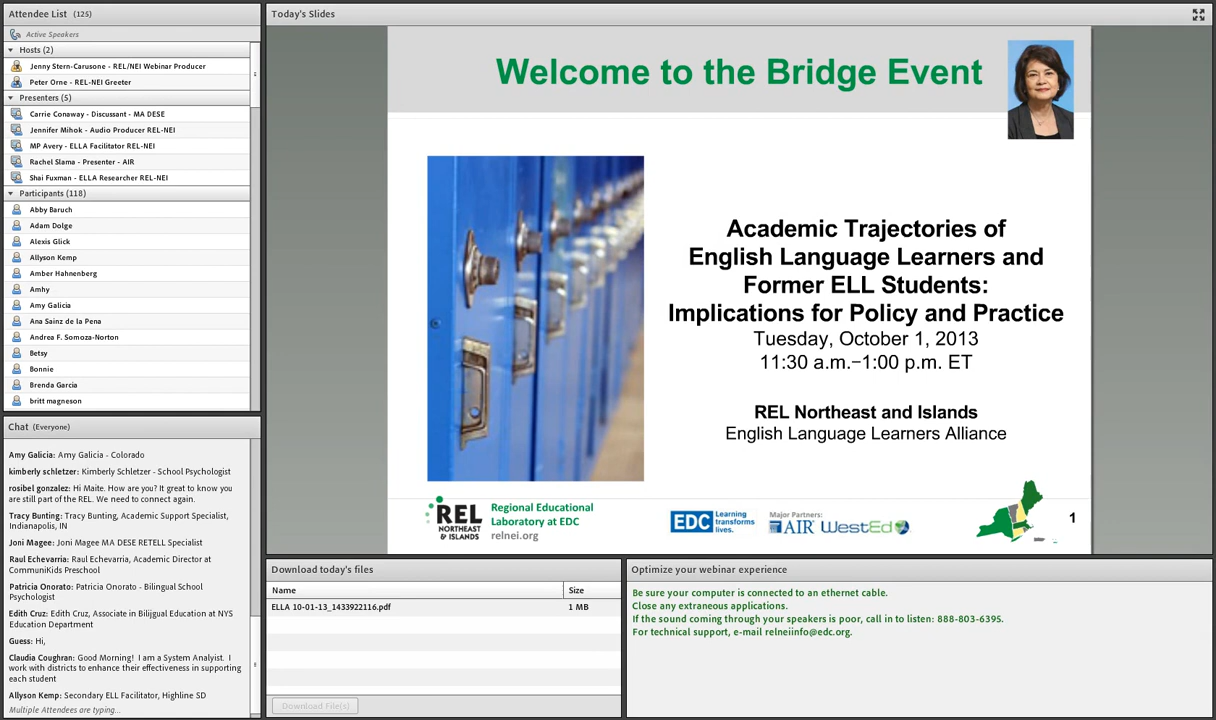 Attendee List (125)
Active Speakers
Hosts (2)
Jenny Stern-Carusone - REL/NEI Webinar Producer
Peter Orne - REL-NEI Greeter
Presenters (5)
Carrie Conaway - Discussant - MA DESE
Jennifer Mihok - Audio Producer REL-NEI
MP Avery - ELLA Facilitator REL-NEI
Rachel Slama - Presenter - AIR
Shai Fuxman - ELLA Researcher REL-NEI
Participants (118)
Abby Baruch
Adam Dolge
Alexis Glick
Allyson Kemp
Amber Hahnenberg
Amhy
Amy Galicia
Ana Sainz de la Pena
Andrea F. Somoza-Norton
Betsy
Bonnie
Brenda Garcia
britt magneson
Chat (Everyone)
Amy Galicia: Amy Galicia - Colorado
kimberly schletzer: Kimberly Schletzer - School Psychologist
rosibel gonzalez: Hi Maite. How are you? It great to know you
are still part of the REL. We need to connect again.
Tracy Bunting: Tracy Bunting, Academic Support Specialist,
Indianapolis, IN
Joni Magee: Joni Magee MA DESE RETELL Specialist
Raul Echevarria: Raul Echevarria, Academic Director at
CommuniKids Preschool
Patricia Onorato: Patricia Onorato - Bilingual School
Psychologist
Edith Cruz: Edith Cruz, Associate in Bilijgual Education at NYS
Education Department
Guess: Hi,
Claudia Coughran: Good Morning! I am a System Analyist. I
work with districts to enhance their effectiveness in supporting
each student
Allyson Kemp: Secondary ELL Facilitator, Highline SD
Multiple Attendees are typing...
Today's Slides
Welcome to the Bridge Event
Academic Trajectories of
English Language Learners and
Former ELL Students:
Implications for Policy and Practice
Tuesday, October 1, 2013
11:30 a.m.–1:00 p.m. ET
REL Northeast and Islands
English Language Learners Alliance
REL
NORTHEAST
& ISLANDS
Regional Educational
Laboratory at EDC
relnei.org
EDC Learning
transforms
lives.
Major Partners:
AIR WestEd
1
Download today's files
Name Size
ELLA 10-01-13_1433922116.pdf 1 MB
Download File(s)
Optimize your webinar experience
Be sure your computer is connected to an ethernet cable.
Close any extraneous applications.
If the sound coming through your speakers is poor, call in to listen: 888-803-6395.
For technical support, e-mail relneiinfo@edc.org.